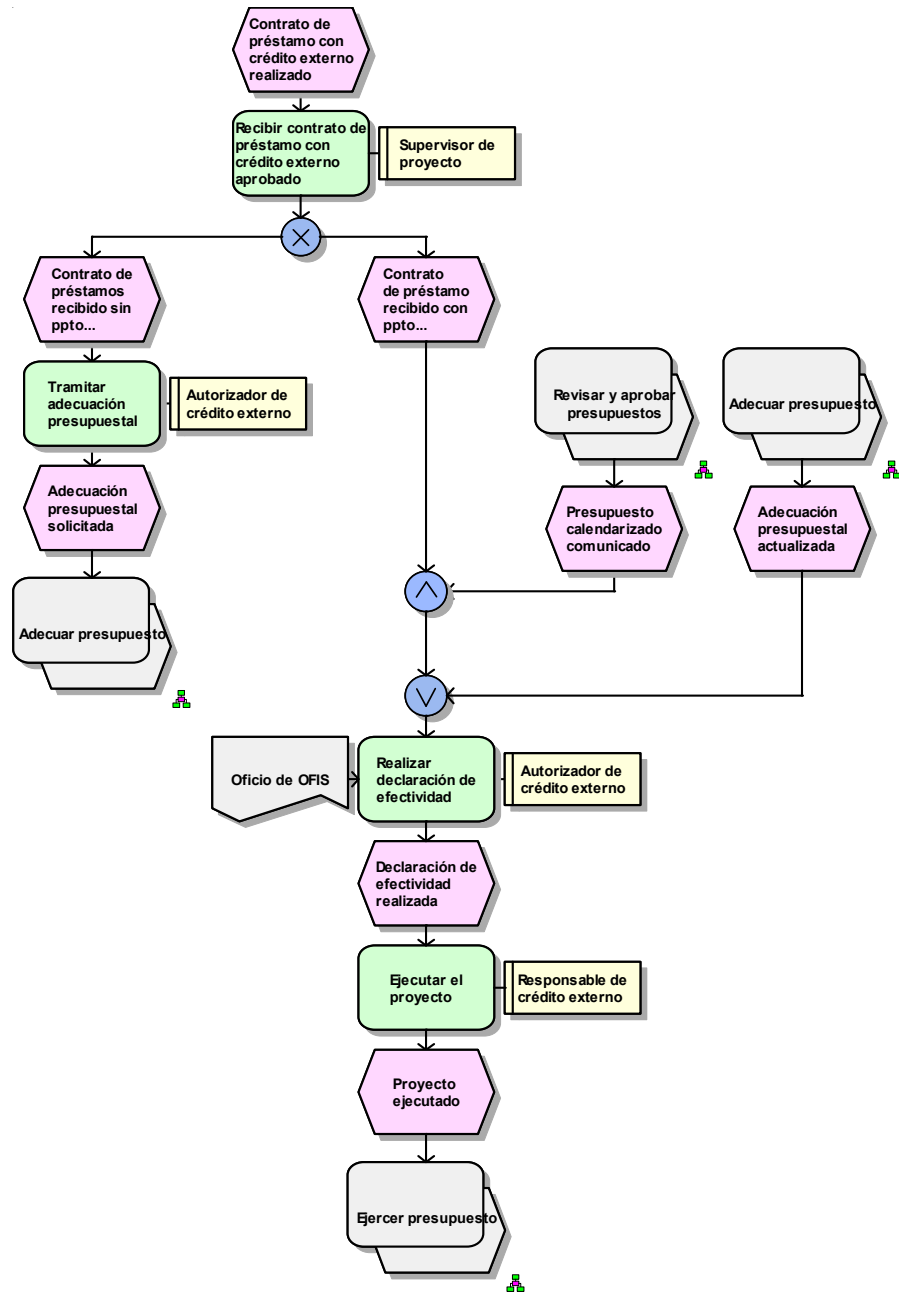 Contrato de
préstamo con
crédito externo
realizado
Recibir contrato de
préstamo con
crédito externo
aprobado
Supervisor de
proyecto
Contrato de
préstamos
recibido sin
ppto...
Contrato
de préstamo
recibido con
ppto...
Tramitar
adecuación
presupuestal
Autorizador de
crédito externo
Revisar y aprobar
presupuestos
Adecuar presupuesto
Adecuación
presupuestal
solicitada
Presupuesto
calendarizado
comunicado
Adecuación
presupuestal
actualizada
Adecuar presupuesto
Oficio de OFIS
Realizar
declaración de
efectividad
Autorizador de
crédito externo
Declaración de
efectividad
realizada
Ejecutar el
proyecto
Responsable de
crédito externo
Proyecto
ejecutado
Ejercer presupuesto